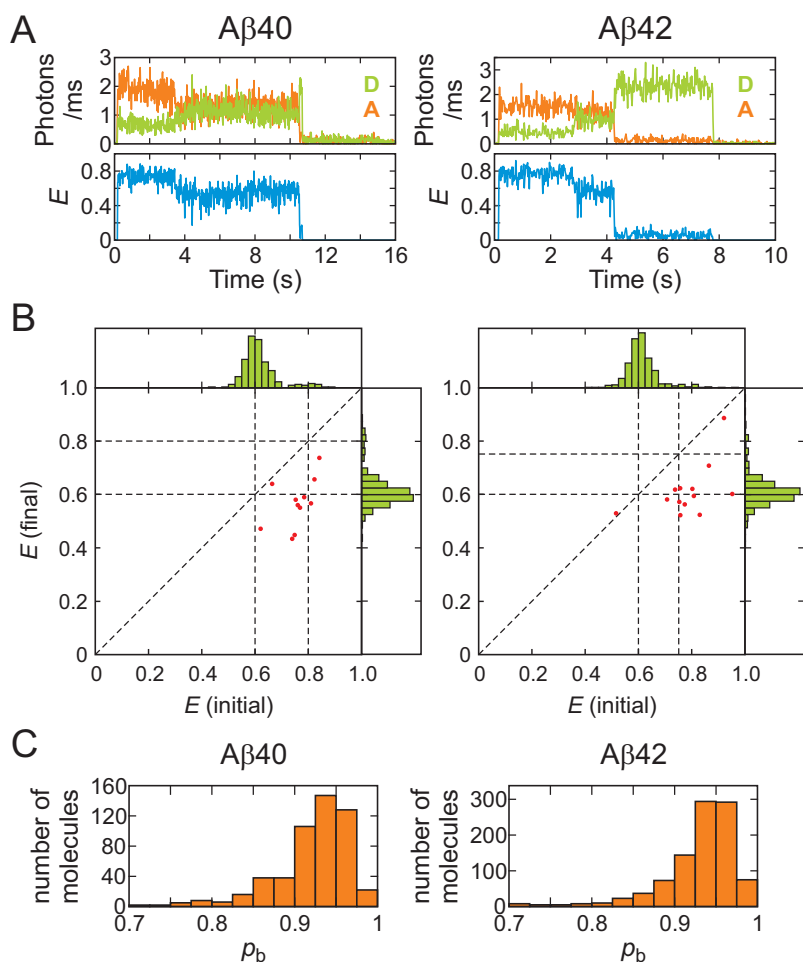 A
Aβ40
Aβ42
Photons
/ms
3
2
1
0
D
A
Photons
/ms
3
2
1
0
D
A
E
0.8
0.4
0
0 4 8 12 16
Time (s)
E
0.8
0.4
0
0 2 4 6 8 10
Time (s)
B
E (final)
1.0
0.8
0.6
0.4
0.2
0
0 0.2 0.4 0.6 0.8 1.0
E (initial)
1.0
0.8
0.6
0.4
0.2
0
0 0.2 0.4 0.6 0.8 1.0
E (initial)
C
Aβ40
Aβ42
number of
molecules
160
120
80
40
0
0.7 0.8 0.9 1
pb
number of
molecules
300
200
100
0
0.7 0.8 0.9 1
pb